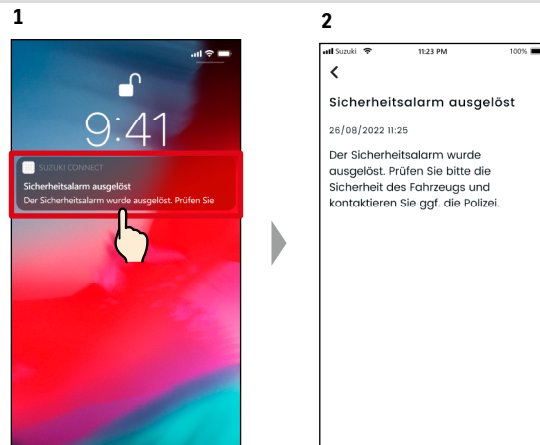 1
9:41
SUZUKI CONNECT
Sicherheitsalarm ausgelöst
Der Sicherheitsalarm wurde ausgelöst. Prüfen Sie
2
Suzuki 11:23 PM 100%
Sicherheitsalarm ausgelöst
26/08/2022 11:25
Der Sicherheitsalarm wurde
ausgelöst. Prüfen Sie bitte die
Sicherheit des Fahrzeugs und
kontaktieren Sie ggf. die Polizei.